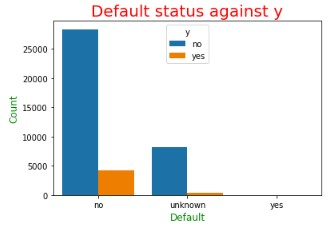 Default status against y
y
no
yes
25000
20000
15000
10000
5000
0
Count
no unknown yes
Default